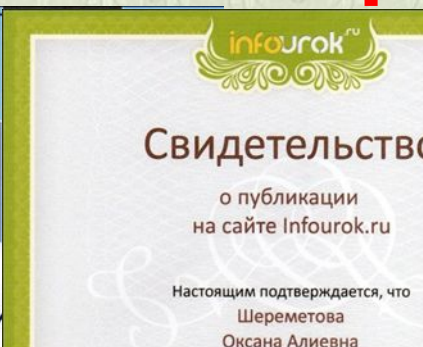 infourok ru
Свидетельство
о публикации
на сайте Infourok.ru
Настоящим подтверждается, что
Шереметова
Оксана Алиевна